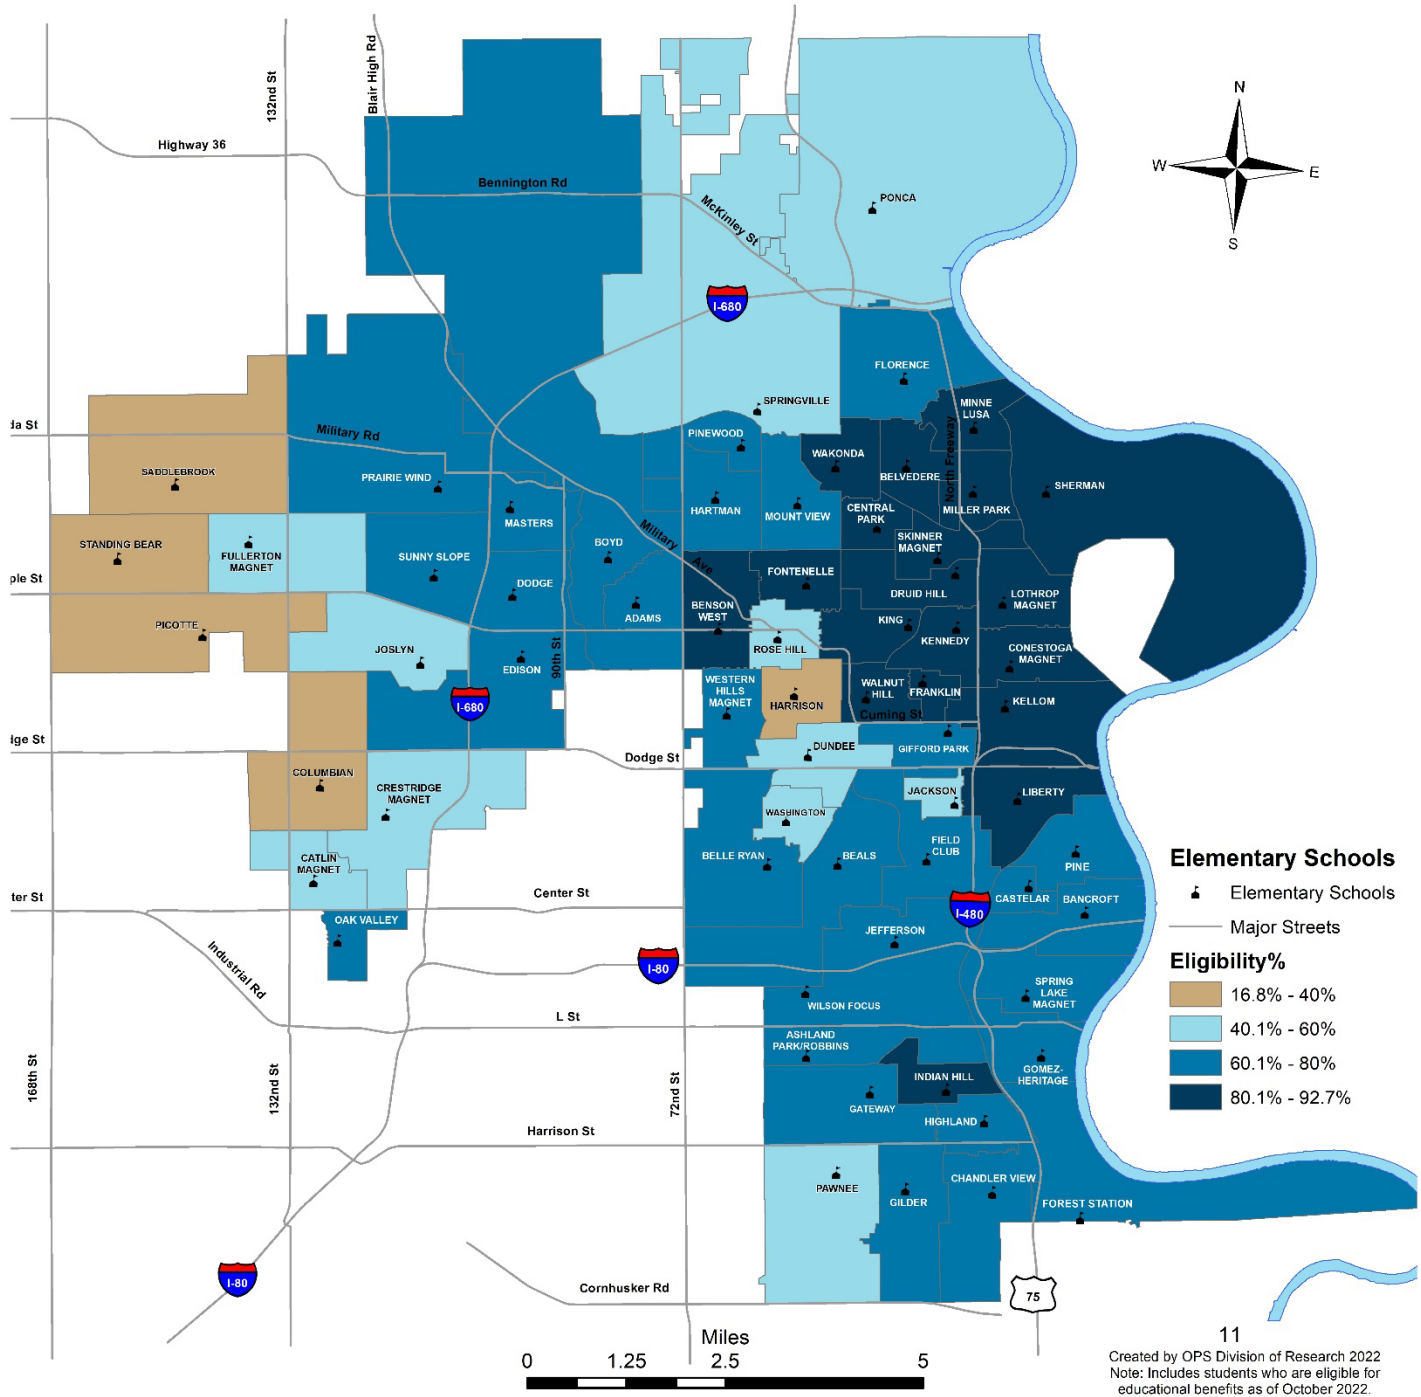 132nd St
Blair High Rd
Highway 36
Bennington Rd
McKinley St
N
W
E
S
PONCA
I-680
FLORENCE
MINNE
LUSA
SPRINGVILLE
da St
Military Rd
PINEWOOD
WAKONDA
BELVEDERE
North Freeway
SADDLEBROOK
PRAIRIE WIND
SHERMAN
MASTERS
HARTMAN
MOUNT VIEW
CENTRAL
PARK
MILLER PARK
STANDING BEAR
FULLERTON
MAGNET
SUNNY SLOPE
BOYD
Military
Ave
SKINNER
MAGNET
ple St
DODGE
FONTENELLE
DRUID HILL
LOTHROP
MAGNET
ADAMS
BENSON
WEST
KING
KENNEDY
PICOTTE
JOSLYN
EDISON
90th St
ROSE HILL
CONESTOGA
MAGNET
WESTERN
HILLS
MAGNET
HARRISON
WALNUT
HILL
FRANKLIN
KELLOM
I-680
Cuming St
dge St
Dodge St
DUNDEE
GIFFORD PARK
COLUMBIAN
CRESTRIDGE
MAGNET
JACKSON
LIBERTY
WASHINGTON
CATLIN
MAGNET
BELLE RYAN
BEALS
FIELD
CLUB
PINE
ter St
Center St
CASTELAR
BANCROFT
OAK VALLEY
I-480
JEFFERSON
Industrial Rd
I-80
SPRING
LAKE
MAGNET
WILSON FOCUS
L St
ASHLAND
PARK/ROBBINS
168th St
132nd St
72nd St
INDIAN HILL
GOMEZ-
HERITAGE
GATEWAY
HIGHLAND
Harrison St
PAWNEE
GILDER
CHANDLER VIEW
FOREST STATION
I-80
Cornhusker Rd
75
Elementary Schools
Elementary Schools
Major Streets
Eligibility%
16.8% - 40%
40.1% - 60%
60.1% - 80%
80.1% - 92.7%
Miles
0 1.25 2.5 5
11
Created by OPS Division of Research 2022
Note: Includes students who are eligible for
educational benefits as of October 2022.